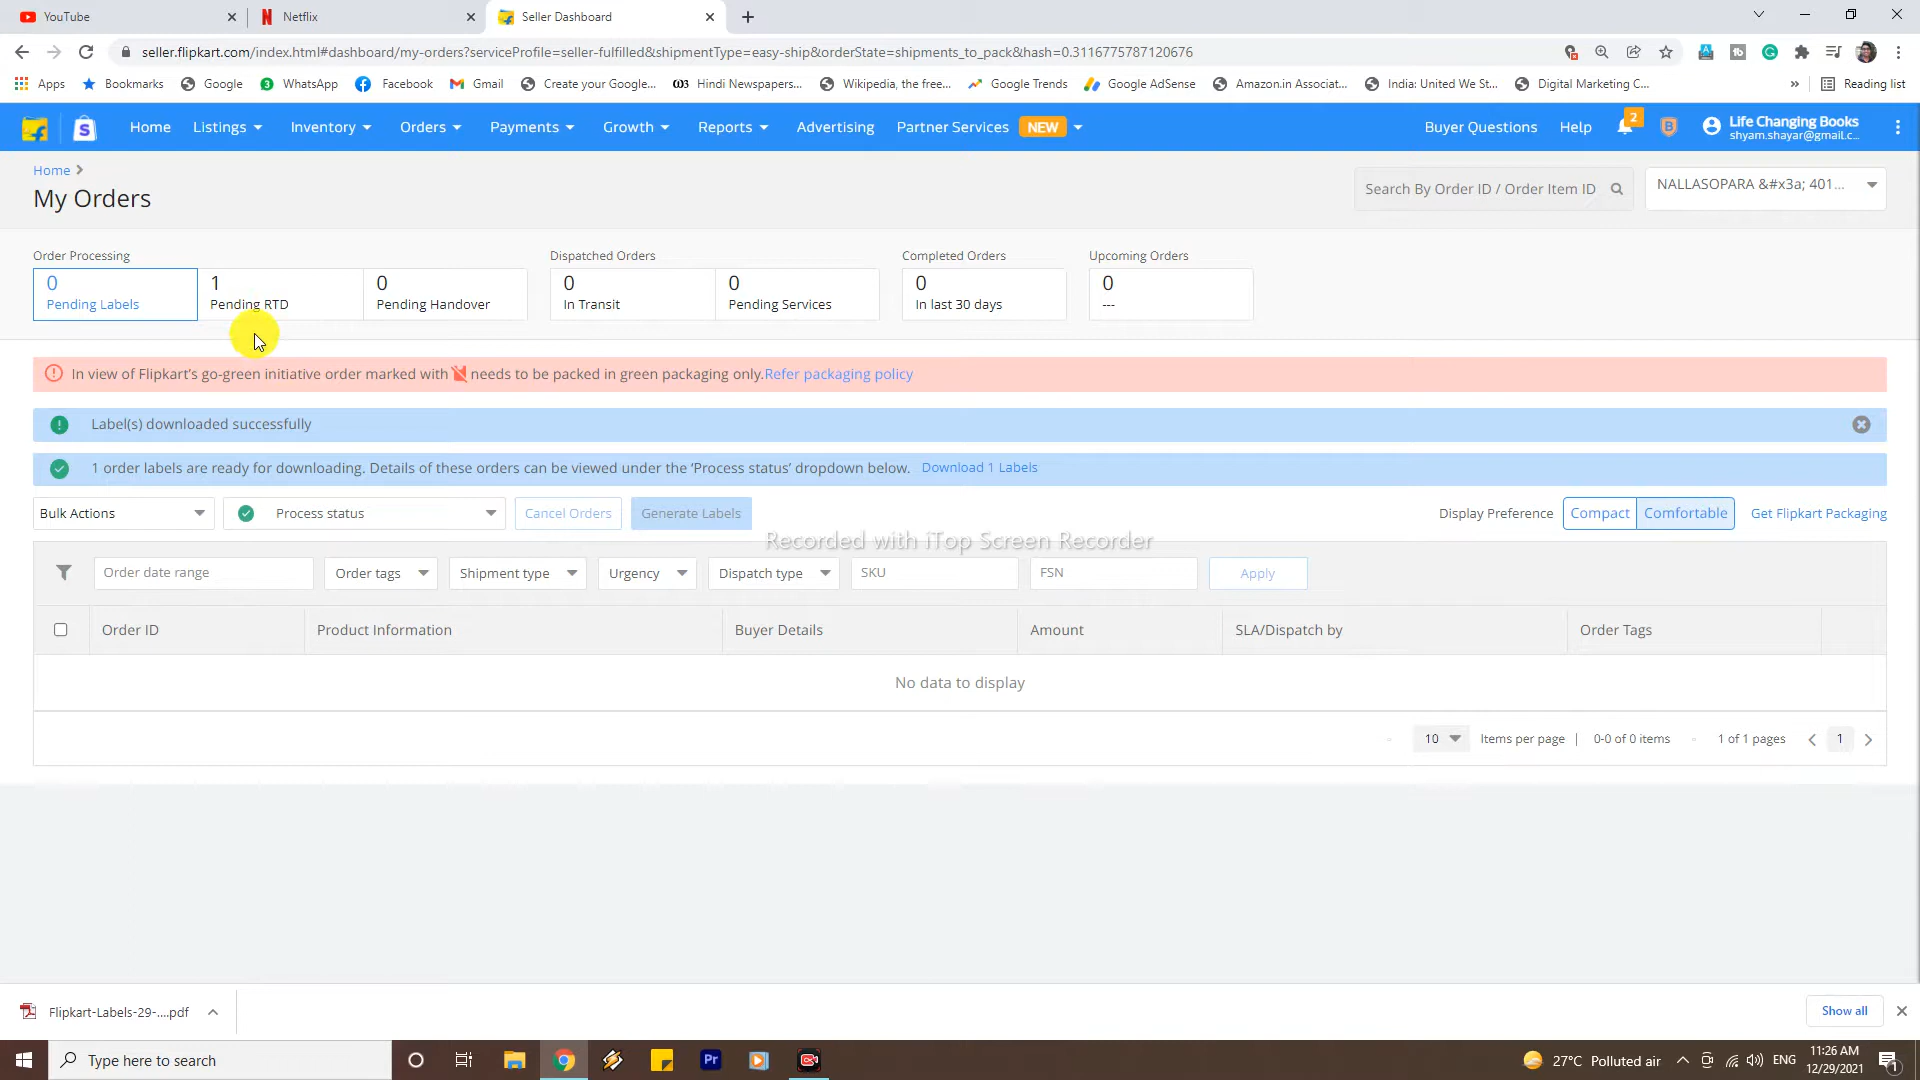 YouTube
Netflix
Seller Dashboard
seller.flipkart.com/index.html#dashboard/my-orders?serviceProfile=seller-fulfilled&shipmentType=easy-ship&orderState=shipments_to_pack&hash=0.3116775787120676
Apps Bookmarks Google WhatsApp Facebook Gmail Create your Google... Hindi Newspapers... Wikipedia, the free... Google Trends Google AdSense Amazon.in Associat... India: United We St... Digital Marketing C... » Reading list
Home Listings Inventory Orders Payments Growth Reports Advertising Partner Services NEW Buyer Questions Help 2 Life Changing Books
shyam.shayar@gmail.c...
Home
My Orders
Search By Order ID / Order Item ID
NALLASOPARA &#x3a; 401...
Order Processing Dispatched Orders Completed Orders Upcoming Orders
0 1 0 0 0 0 0
Pending Labels Pending RTD Pending Handover In Transit Pending Services In last 30 days ---
In view of Flipkart's go-green initiative order marked with needs to be packed in green packaging only.Refer packaging policy
Label(s) downloaded successfully
1 order labels are ready for downloading. Details of these orders can be viewed under the 'Process status' dropdown below. Download 1 Labels
Bulk Actions Process status Cancel Orders Generate Labels Display Preference Compact Comfortable Get Flipkart Packaging
Recorded with iTop Screen Recorder
Order date range Order tags Shipment type Urgency Dispatch type SKU FSN Apply
Order ID Product Information Buyer Details Amount SLA/Dispatch by Order Tags
No data to display
10 Items per page | 0-0 of 0 items 1 of 1 pages 1
Flipkart-Labels-29-....pdf
Show all
Type here to search
Pr
27°C Polluted air
ENG
11:26 AM
12/29/2021
1